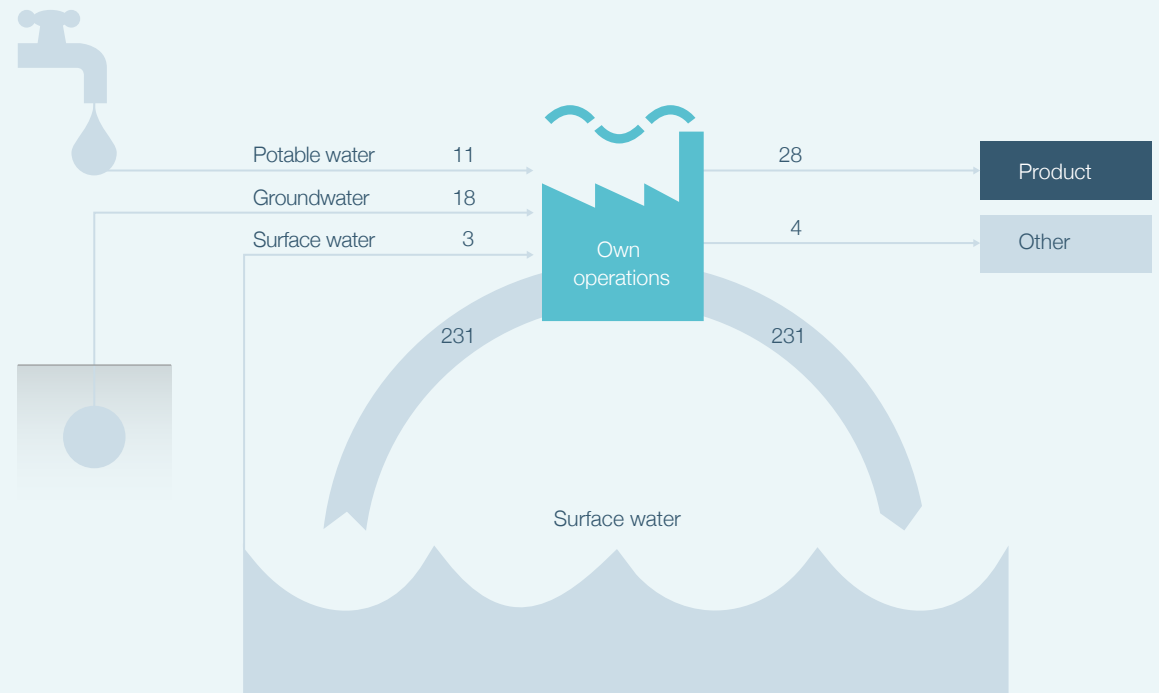 Potable water 11
28
Product
Groundwater 18
4
Other
Surface water 3
Own
operations
231
231
Surface water